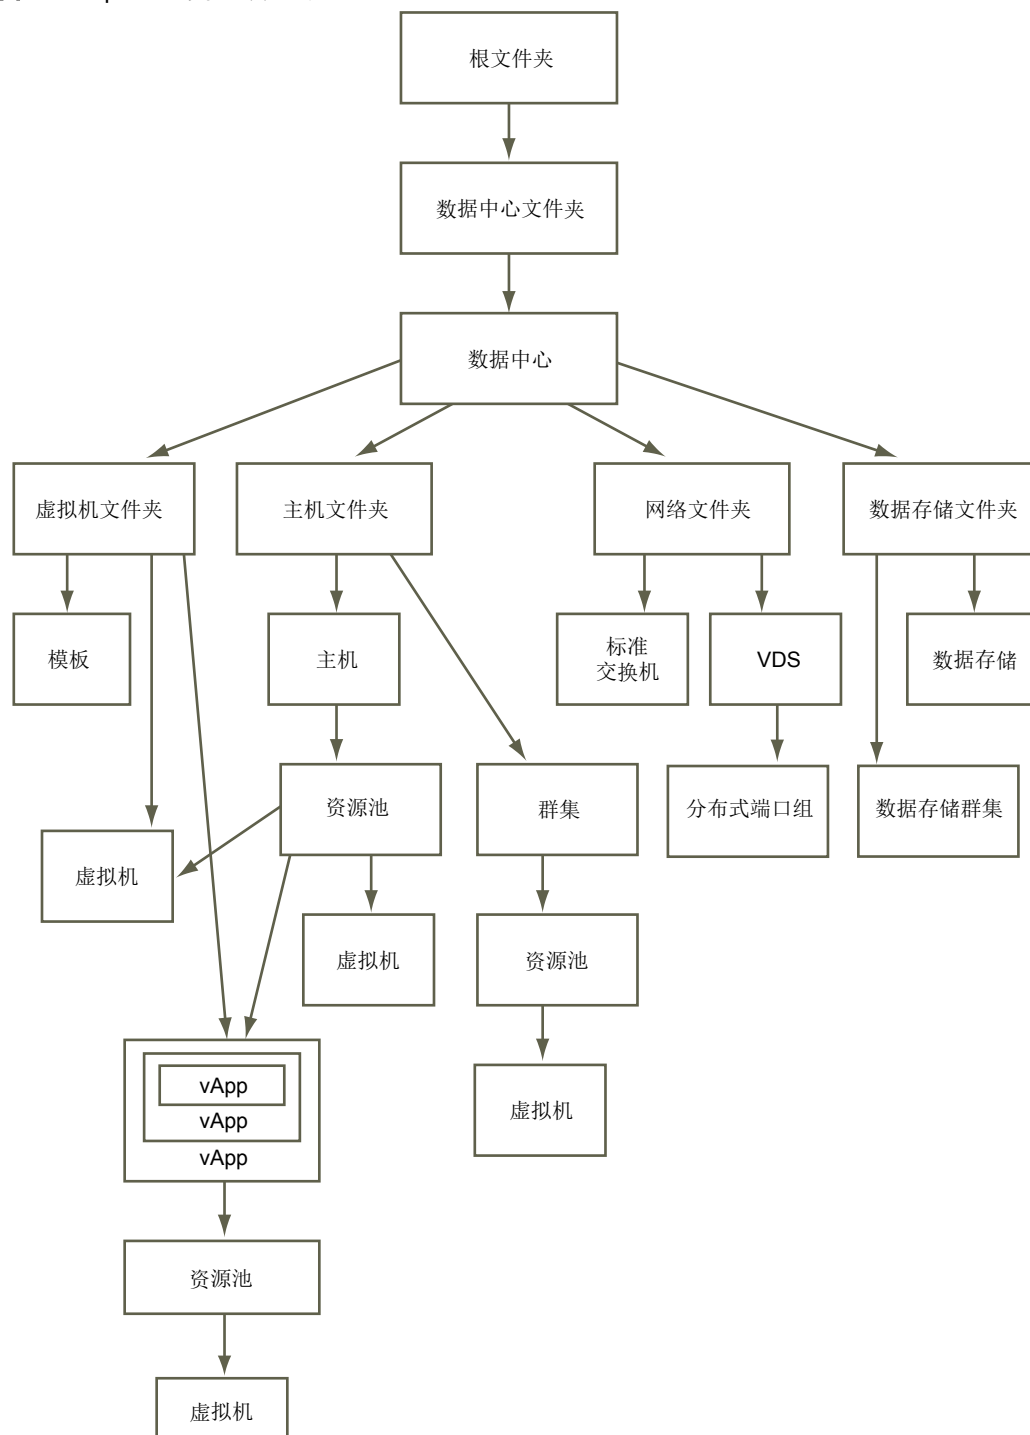 根文件夹
数据中心文件夹
数据中心
虚拟机文件夹
主机文件夹
网络文件夹
数据存储文件夹
模板
主机
标准
交换机
VDS
数据存储
资源池
群集
分布式端口组
数据存储群集
虚拟机
虚拟机
资源池
vApp
vApp
vApp
虚拟机
资源池
虚拟机